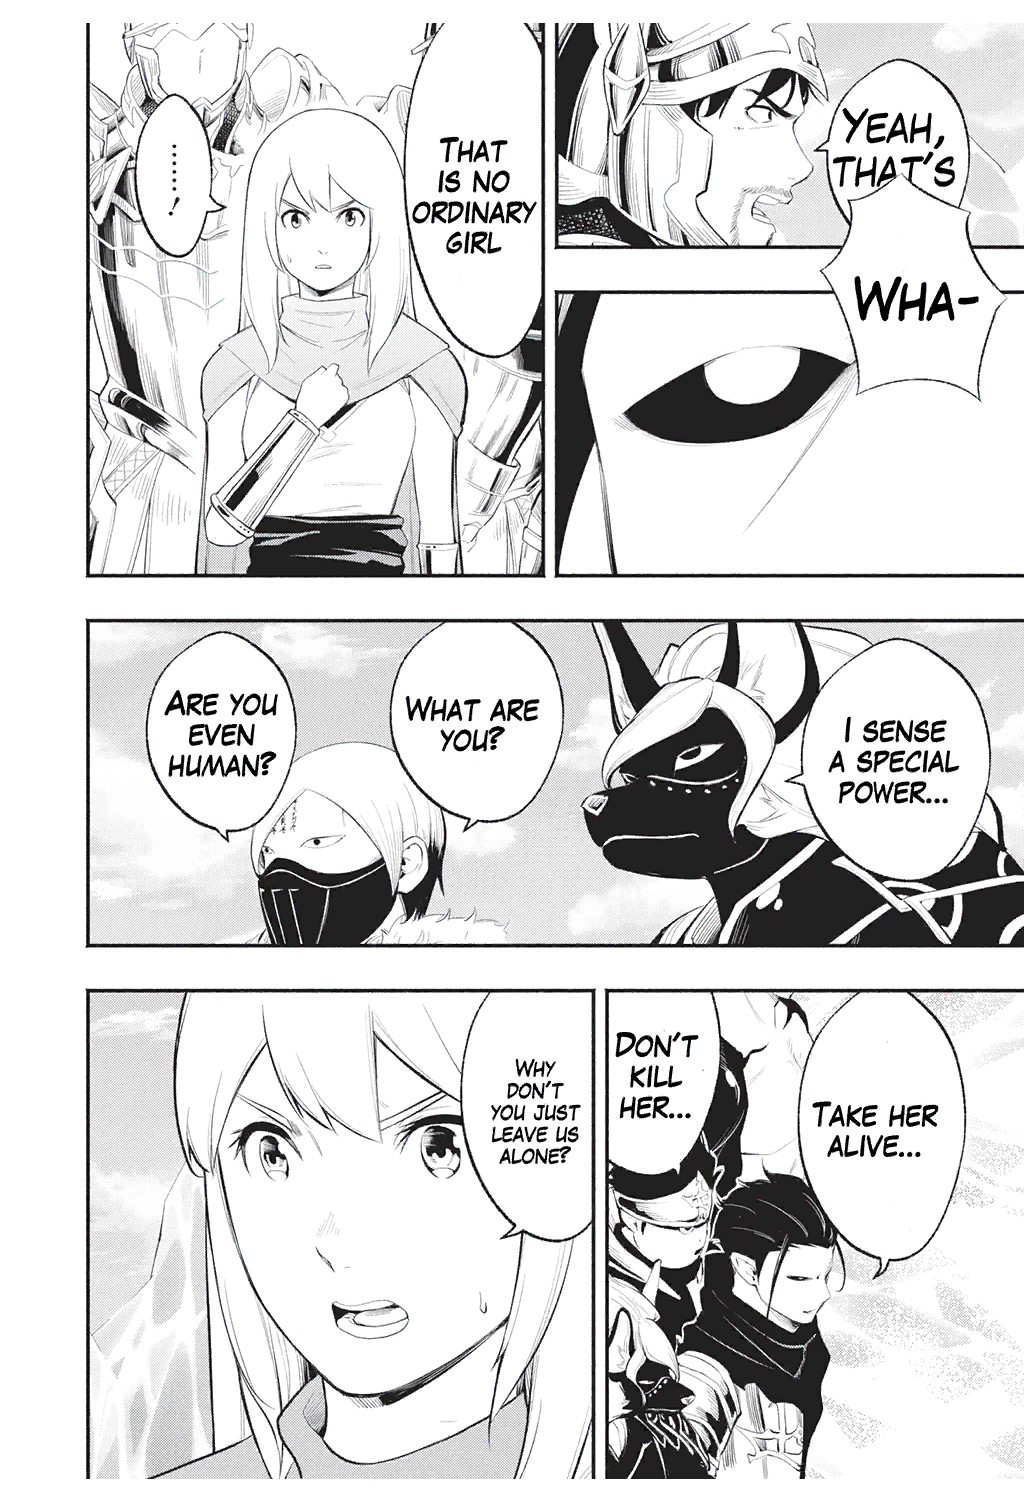 YEAH,
THAT'S
WHA-
THAT
IS NO
ORDINARY
GIRL
......!
I SENSE
A SPECIAL
POWER...
WHAT ARE
YOU?
ARE YOU
EVEN
HUMAN?
TAKE HER
ALIVE...
DON'T
KILL
HER...
WHY
DON'T
YOU JUST
LEAVE US
ALONE?